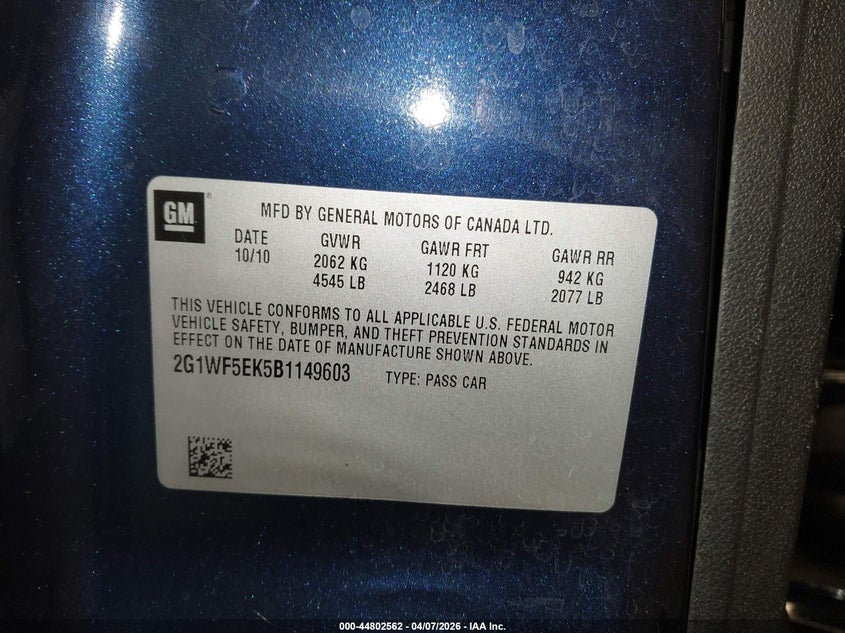 GM ®
MFD BY GENERAL MOTORS OF CANADA LTD.
DATE GVWR GAWR FRT GAWR RR
10/10 2062 KG 1120 KG 942 KG
4545 LB 2468 LB 2077 LB
THIS VEHICLE CONFORMS TO ALL APPLICABLE U.S. FEDERAL MOTOR
VEHICLE SAFETY, BUMPER, AND THEFT PREVENTION STANDARDS IN
EFFECT ON THE DATE OF MANUFACTURE SHOWN ABOVE.
2G1WF5EK5B1149603 TYPE: PASS CAR
000-44802562 - 04/07/2026 - IAA Inc.